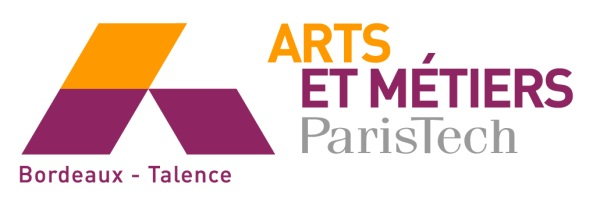 ARTS
ET MÉTIERS
ParisTech
Bordeaux - Talence